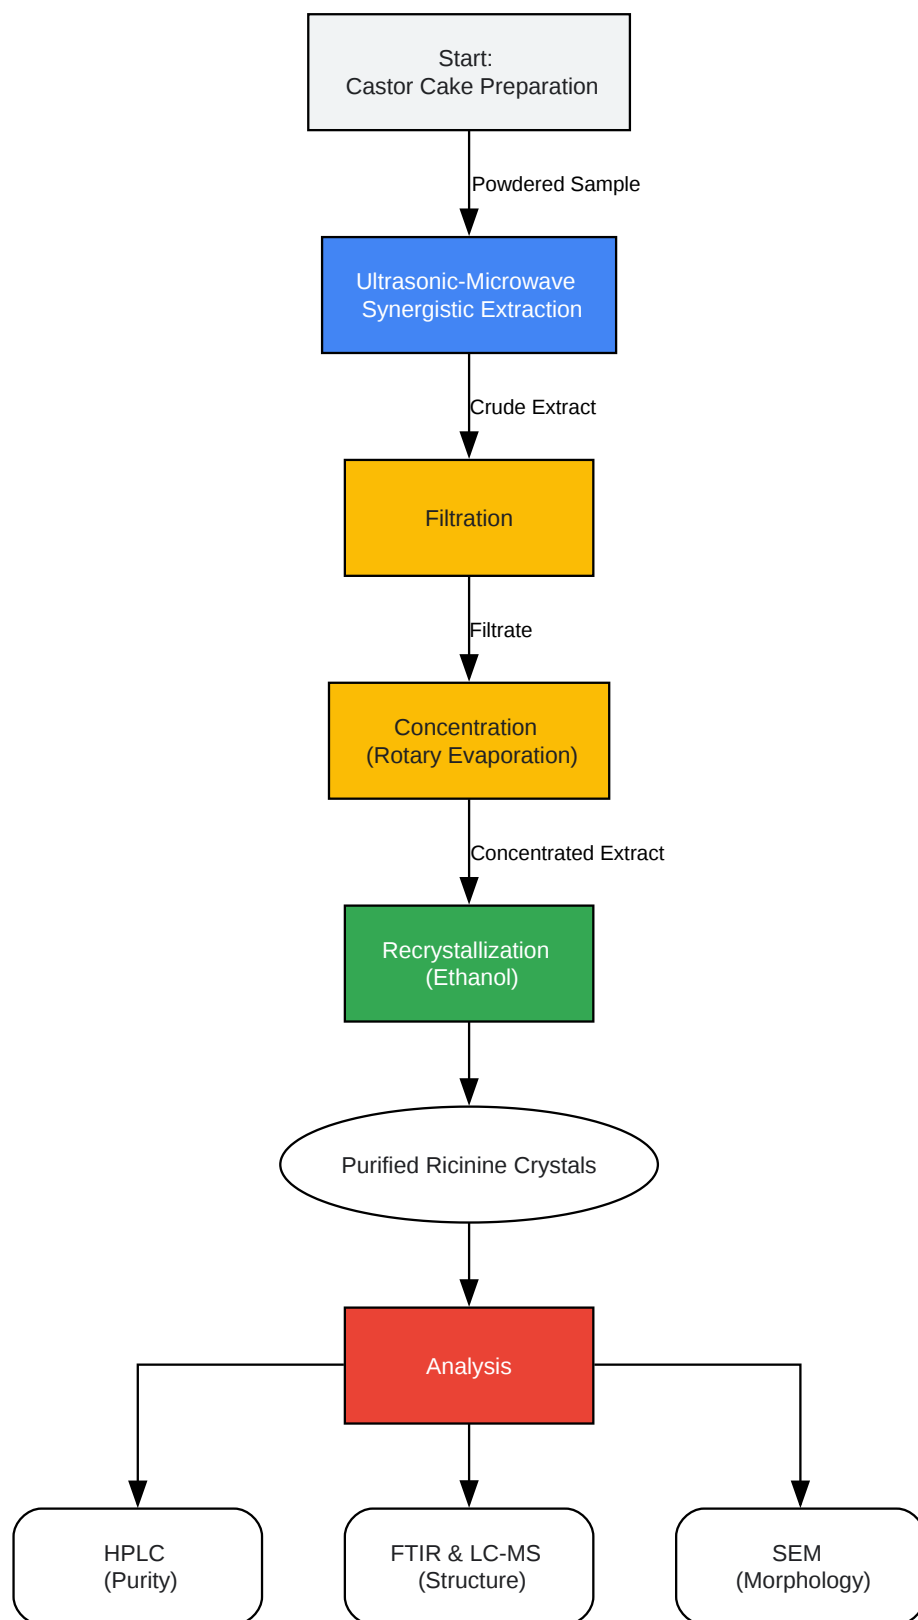 Start:
Castor Cake Preparation
Powdered Sample
Ultrasonic-Microwave
Synergistic Extraction
Crude Extract
Filtration
Filtrate
Concentration
(Rotary Evaporation)
Concentrated Extract
Recrystallization
(Ethanol)
Purified Ricinine Crystals
Analysis
HPLC
(Purity)
FTIR & LC-MS
(Structure)
SEM
(Morphology)